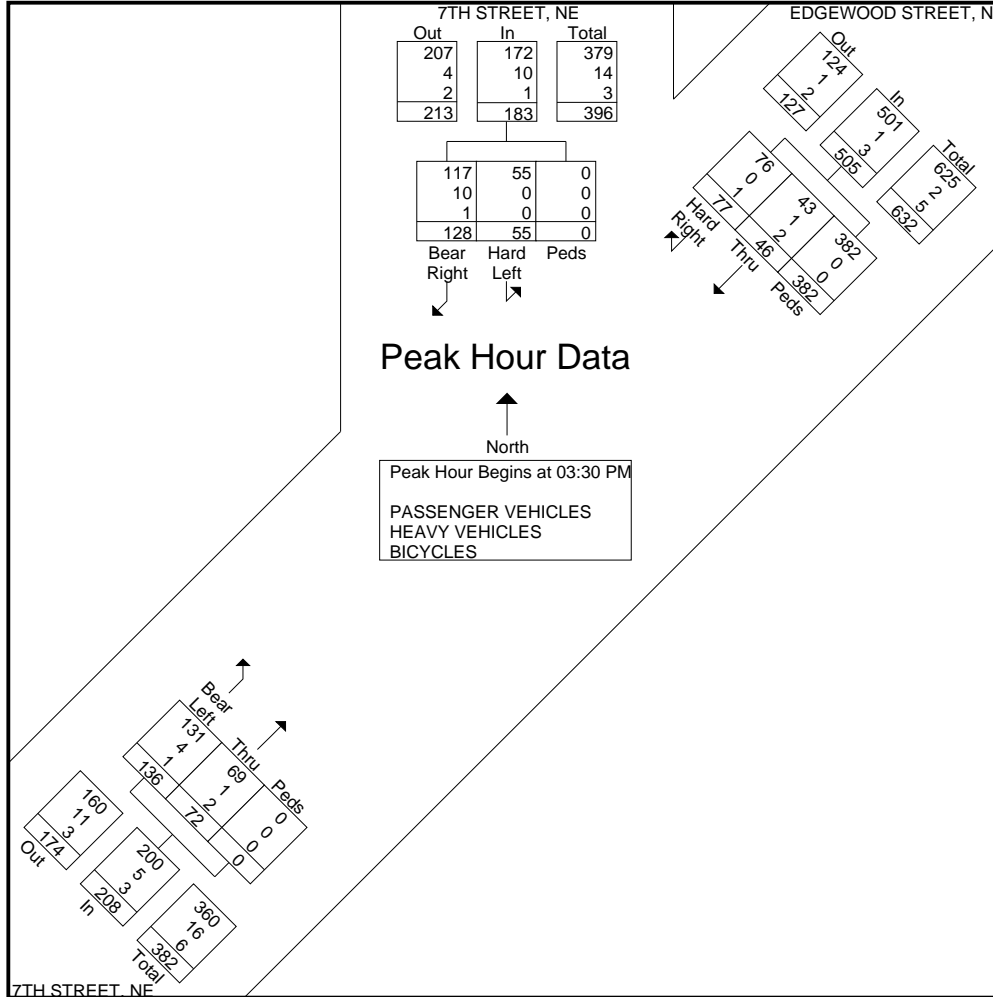 7TH STREET, NE
Out In Total
207 172 379
4 10 14
2 1 3
213 183 396
117 55 0
10 0 0
1 0 0
128 55 0
Bear Right
Hard Left
Peds
EDGEWOOD STREET, N
Out
124
1
2
127
In
501
1
3
505
Total
625
2
5
632
76
0
1
77
Hard Right
43
1
2
46
Thru
382
0
0
382
Peds
Peak Hour Data
North
Peak Hour Begins at 03:30 PM
PASSENGER VEHICLES
HEAVY VEHICLES
BICYCLES
Bear Left
131
4
1
136
Thru
69
1
2
72
Peds
0
0
0
0
160
11
3
174
Out
200
5
3
208
In
360
16
6
382
Total
7TH STREET, NE